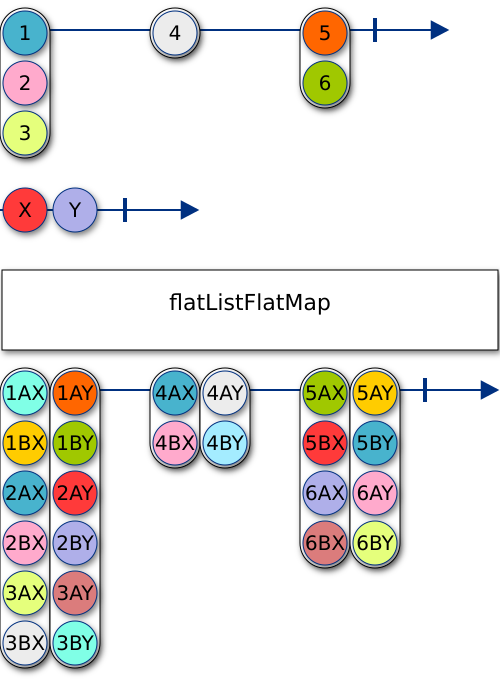 1 4 5
2 6
3
X Y
flatListFlatMap
1AX 1AY 4AX 4AY 5AX 5AY
1BX 1BY 4BX 4BY 5BX 5BY
2AX 2AY 6AX 6AY
2BX 2BY 6BX 6BY
3AX 3AY
3BX 3BY